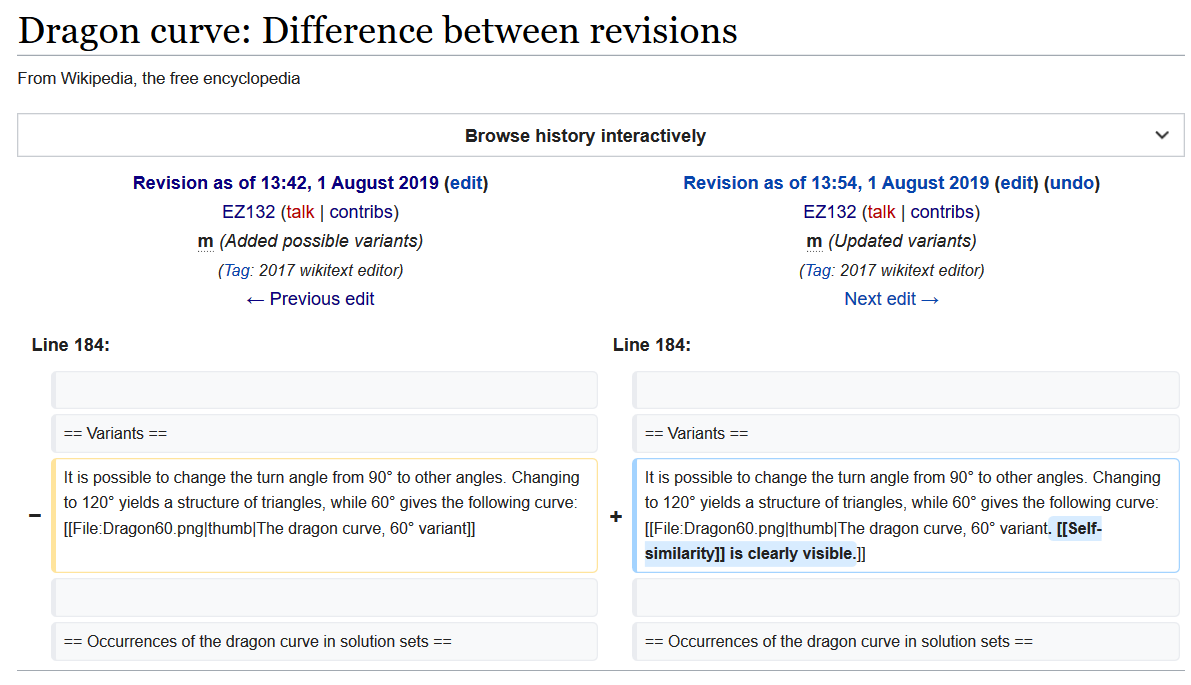 Dragon curve: Difference between revisions
From Wikipedia, the free encyclopedia
Browse history interactively
Revision as of 13:42, 1 August 2019 (edit)
EZ132 (talk | contribs)
m (Added possible variants)
(Tag: 2017 wikitext editor)
← Previous edit
Revision as of 13:54, 1 August 2019 (edit) (undo)
EZ132 (talk | contribs)
m (Updated variants)
(Tag: 2017 wikitext editor)
Next edit →
Line 184:
Line 184:
== Variants ==
== Variants ==
−
It is possible to change the turn angle from 90° to other angles. Changing
to 120° yields a structure of triangles, while 60° gives the following curve:
[[File:Dragon60.png|thumb|The dragon curve, 60° variant]]
+
It is possible to change the turn angle from 90° to other angles. Changing
to 120° yields a structure of triangles, while 60° gives the following curve:
[[File:Dragon60.png|thumb|The dragon curve, 60° variant. [[Self-
similarity]] is clearly visible.]]
== Occurrences of the dragon curve in solution sets ==
== Occurrences of the dragon curve in solution sets ==